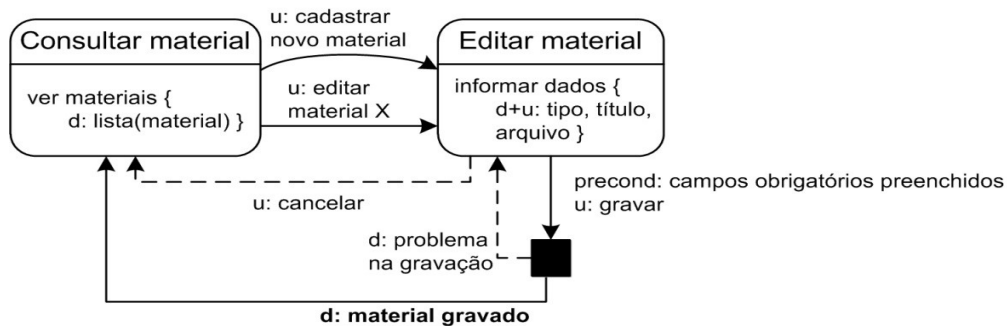 Consultar material
ver materiais {
d: lista(material) }
u: cadastrar
novo material
u: editar
material X
Editar material
informar dados {
d+u: tipo, título,
arquivo }
u: cancelar
precond: campos obrigatórios preenchidos
u: gravar
d: problema
na gravação
d: material gravado